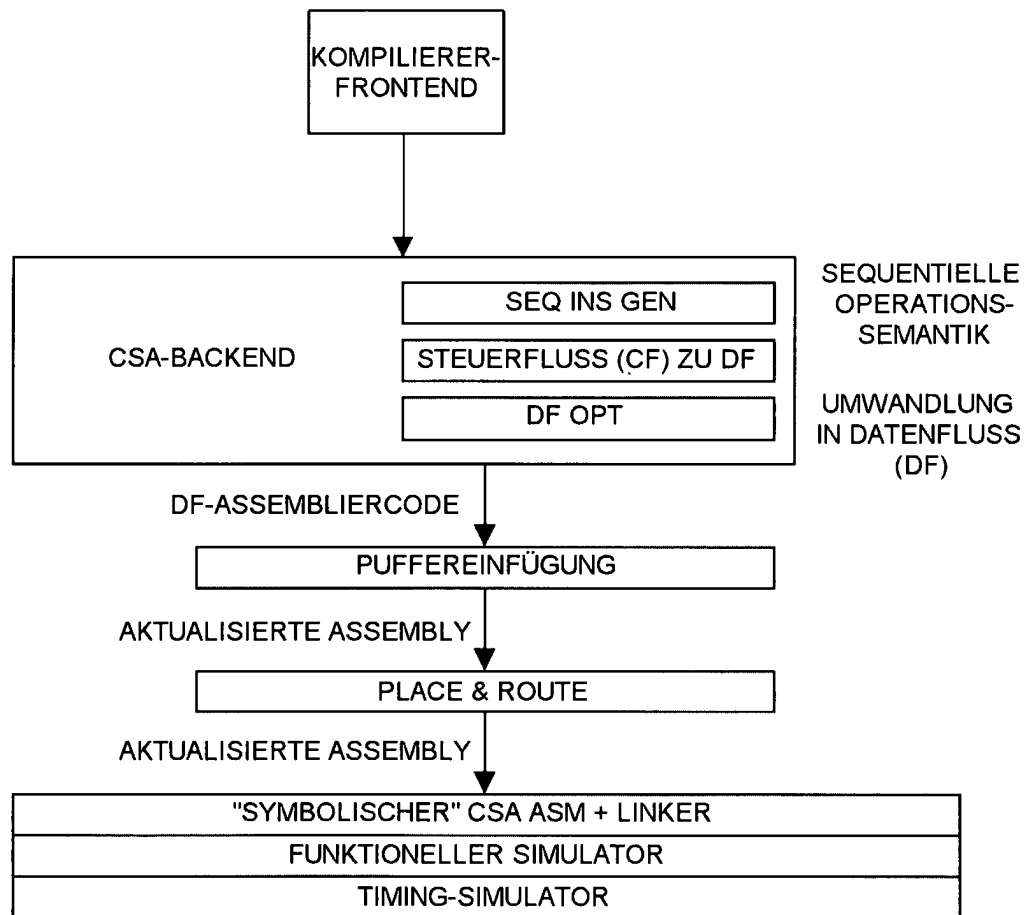 KOMPILIERER-
FRONTEND
SEQUENTIELLE
OPERATIONS-
SEMANTIK
SEQ INS GEN
CSA-BACKEND
STEUERFLUSS (CF) ZU DF
DF OPT
UMWANDLUNG
IN DATENFLUSS
(DF)
DF-ASSEMBLIERCODE
PUFFEREINFÜGUNG
AKTUALISIERTE ASSEMBLY
PLACE & ROUTE
AKTUALISIERTE ASSEMBLY
"SYMBOLISCHER" CSA ASM + LINKER
FUNKTIONELLER SIMULATOR
TIMING-SIMULATOR